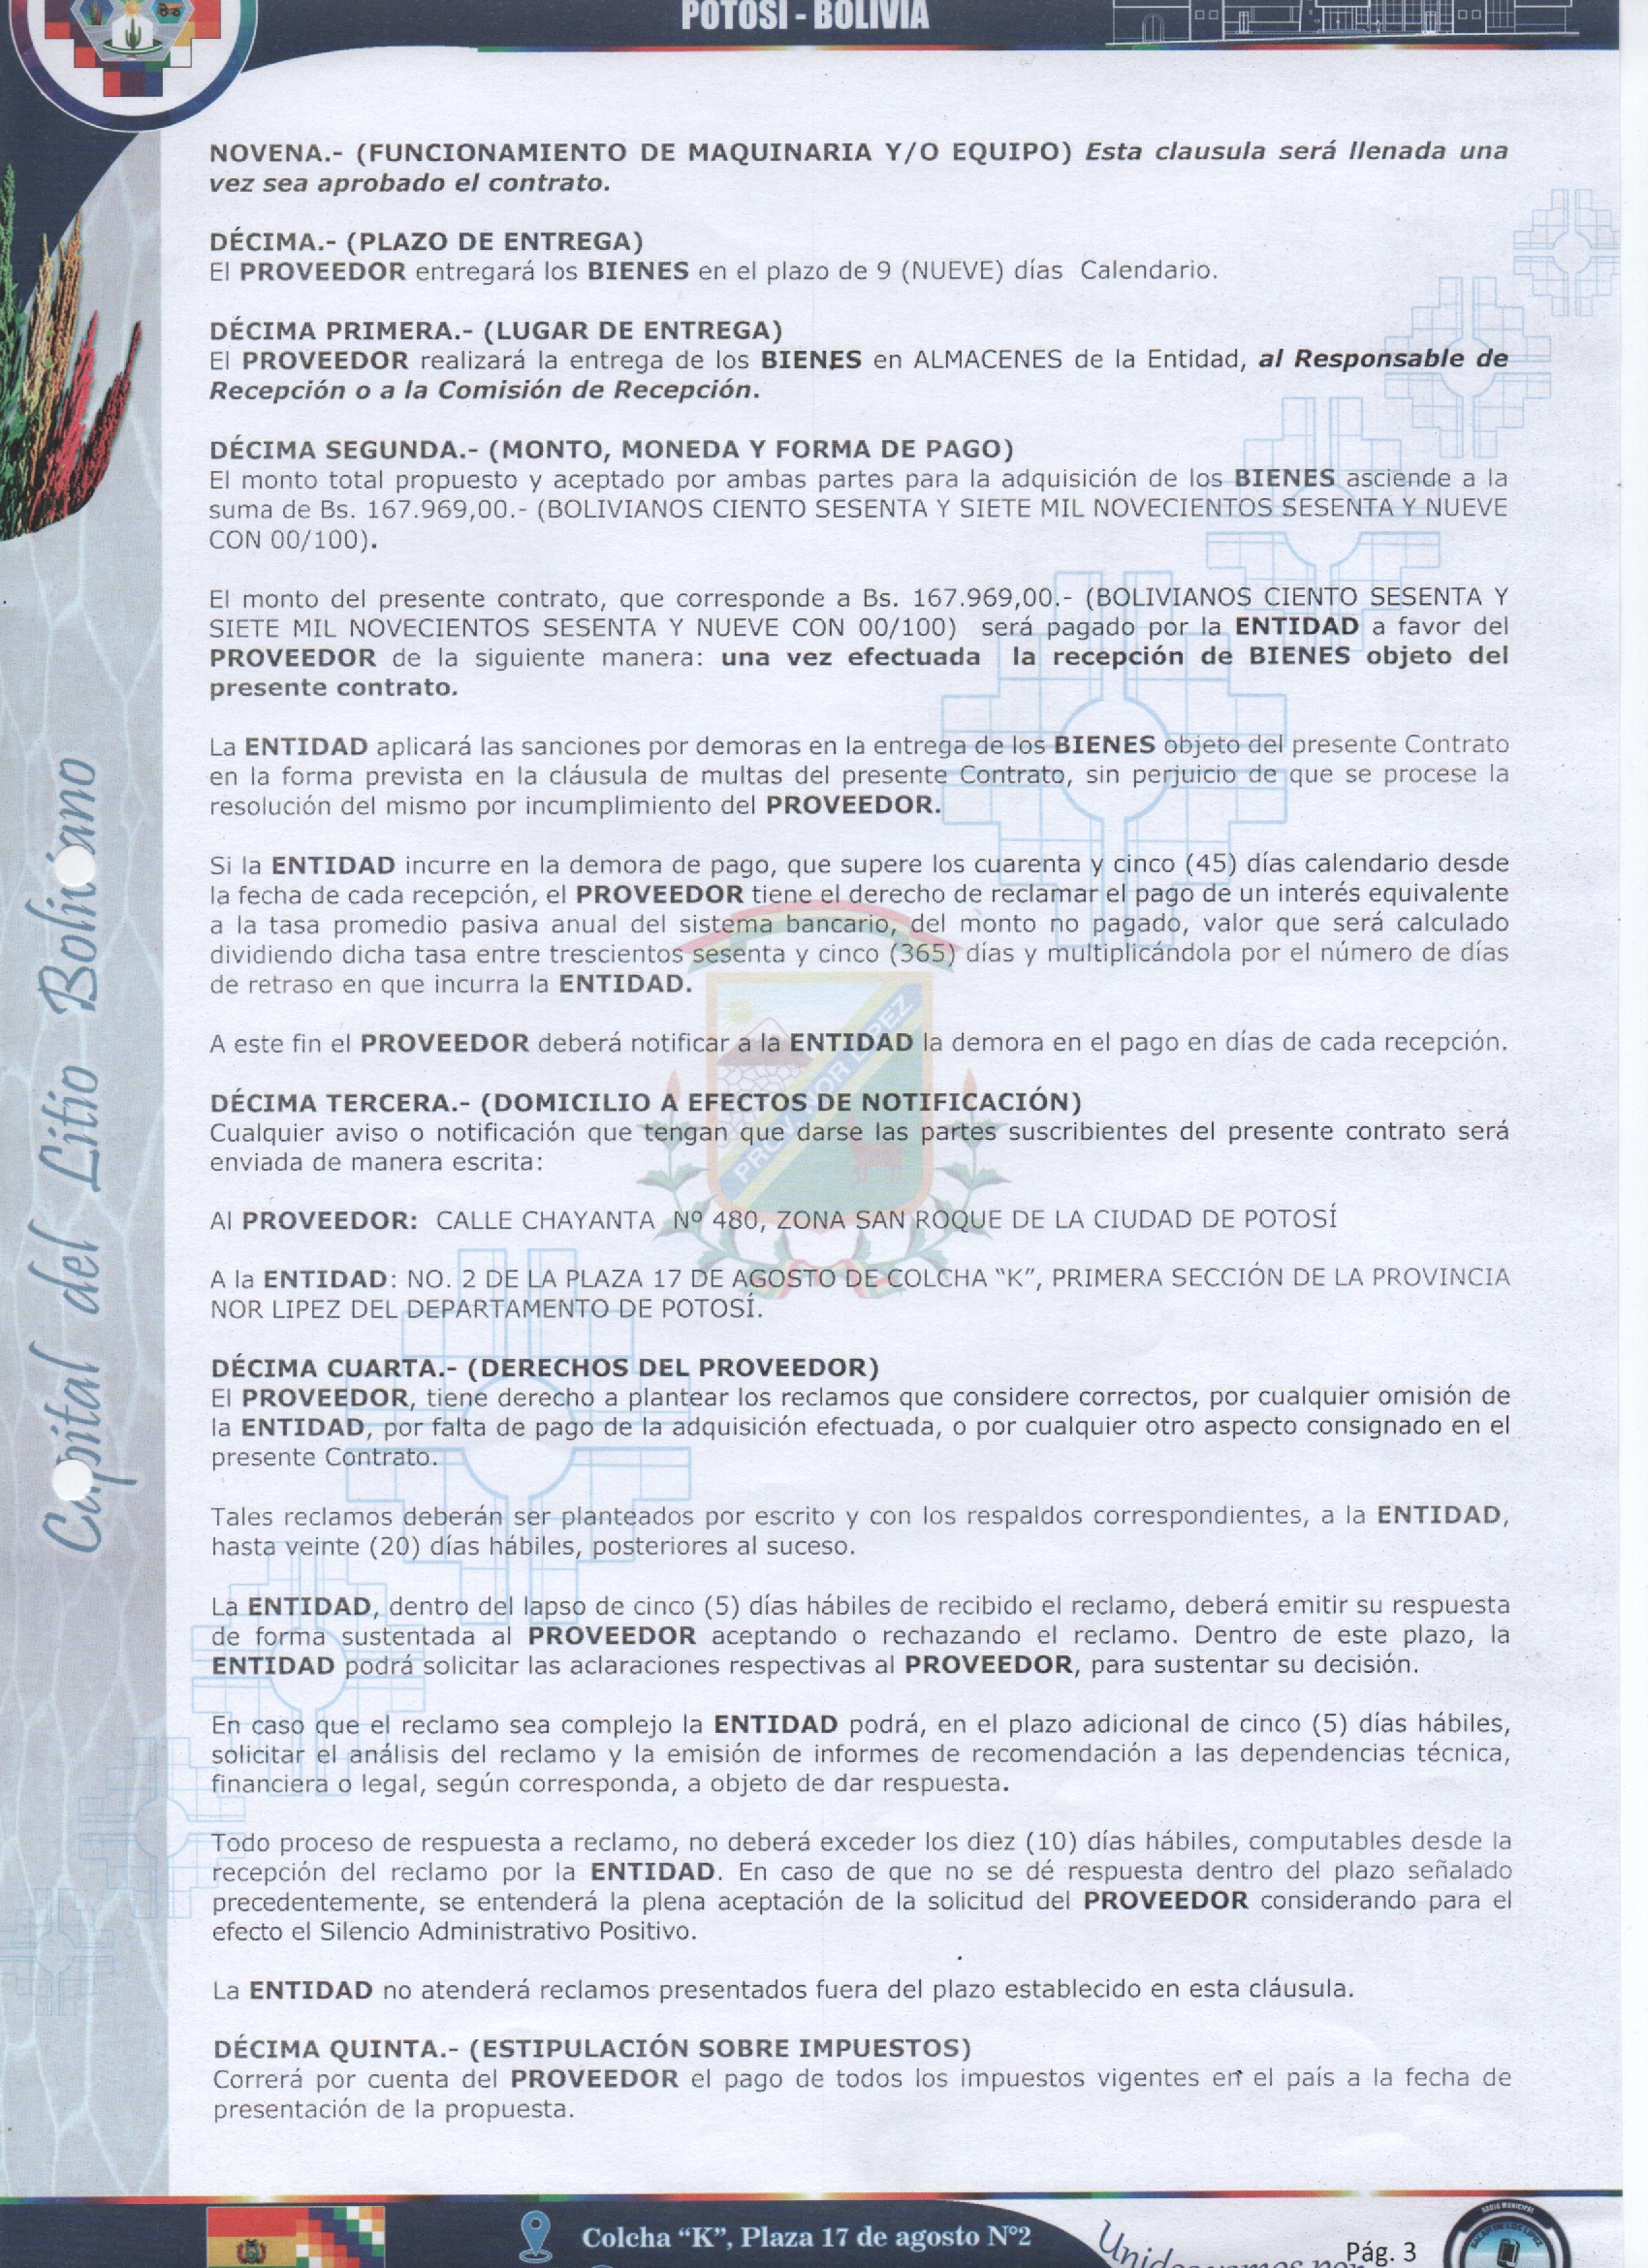 POTOSI - BOLIVIA
NOVENA.- (FUNCIONAMIENTO DE MAQUINARIA Y/O EQUIPO) Esta clausula será llenada una
vez sea aprobado el contrato.
DÉCIMA.- (PLAZO DE ENTREGA)
El PROVEEDOR entregará los BIENES en el plazo de 9 (NUEVE) días Calendario.
DÉCIMA PRIMERA.- (LUGAR DE ENTREGA)
El PROVEEDOR realizará la entrega de los BIENES en ALMACENES de la Entidad, al Responsable de
Recepción o a la Comisión de Recepción.
DÉCIMA SEGUNDA.- (MONTO, MONEDA Y FORMA DE PAGO)
El monto total propuesto y aceptado por ambas partes para la adquisición de los BIENES asciende a la
suma de Bs. 167.969,00.- (BOLIVIANOS CIENTO SESENTA Y SIETE MIL NOVECIENTOS SESENTA Y NUEVE
CON 00/100).
El monto del presente contrato, que corresponde a Bs. 167.969,00.- (BOLIVIANOS CIENTO SESENTA Y
SIETE MIL NOVECIENTOS SESENTA Y NUEVE CON 00/100) será pagado por la ENTIDAD a favor del
PROVEEDOR de la siguiente manera: una vez efectuada la recepción de BIENES objeto del
presente contrato.
La ENTIDAD aplicará las sanciones por demoras en la entrega de los BIENES objeto del presente Contrato
en la forma prevista en la cláusula de multas del presente Contrato, sin perjuicio de que se procese la
resolución del mismo por incumplimiento del PROVEEDOR.
Si la ENTIDAD incurre en la demora de pago, que supere los cuarenta y cinco (45) días calendario desde
la fecha de cada recepción, el PROVEEDOR tiene el derecho de reclamar el pago de un interés equivalente
a la tasa promedio pasiva anual del sistema bancario, del monto no pagado, valor que será calculado
dividiendo dicha tasa entre trescientos sesenta y cinco (365) días y multiplicándola por el número de días
de retraso en que incurra la ENTIDAD.
A este fin el PROVEEDOR deberá notificar a la ENTIDAD la demora en el pago en días de cada recepción.
PROV. NOR LIPEZ
DÉCIMA TERCERA.- (DOMICILIO A EFECTOS DE NOTIFICACIÓN)
Cualquier aviso o notificación que tengan que darse las partes suscribientes del presente contrato será
enviada de manera escrita:
Al PROVEEDOR: CALLE CHAYANTA Nº 480, ZONA SAN ROQUE DE LA CIUDAD DE POTOSÍ
A la ENTIDAD: NO. 2 DE LA PLAZA 17 DE AGOSTO DE COLCHA “K”, PRIMERA SECCIÓN DE LA PROVINCIA
NOR LIPEZ DEL DEPARTAMENTO DE POTOSÍ.
DÉCIMA CUARTA.- (DERECHOS DEL PROVEEDOR)
El PROVEEDOR, tiene derecho a plantear los reclamos que considere correctos, por cualquier omisión de
la ENTIDAD, por falta de pago de la adquisición efectuada, o por cualquier otro aspecto consignado en el
presente Contrato.
Tales reclamos deberán ser planteados por escrito y con los respaldos correspondientes, a la ENTIDAD,
hasta veinte (20) días hábiles, posteriores al suceso.
La ENTIDAD, dentro del lapso de cinco (5) días hábiles de recibido el reclamo, deberá emitir su respuesta
de forma sustentada al PROVEEDOR aceptando o rechazando el reclamo. Dentro de este plazo, la
ENTIDAD podrá solicitar las aclaraciones respectivas al PROVEEDOR, para sustentar su decisión.
En caso que el reclamo sea complejo la ENTIDAD podrá, en el plazo adicional de cinco (5) días hábiles,
solicitar el análisis del reclamo y la emisión de informes de recomendación a las dependencias técnica,
financiera o legal, según corresponda, a objeto de dar respuesta.
Todo proceso de respuesta a reclamo, no deberá exceder los diez (10) días hábiles, computables desde la
recepción del reclamo por la ENTIDAD. En caso de que no se dé respuesta dentro del plazo señalado
precedentemente, se entenderá la plena aceptación de la solicitud del PROVEEDOR considerando para el
efecto el Silencio Administrativo Positivo.
La ENTIDAD no atenderá reclamos presentados fuera del plazo establecido en esta cláusula.
DÉCIMA QUINTA.- (ESTIPULACIÓN SOBRE IMPUESTOS)
Correrá por cuenta del PROVEEDOR el pago de todos los impuestos vigentes en el país a la fecha de
presentación de la propuesta.
Capital del Litio Boliviano
Colcha “K”, Plaza 17 de agosto N°2
Pág. 3
RADIO MUNICIPAL